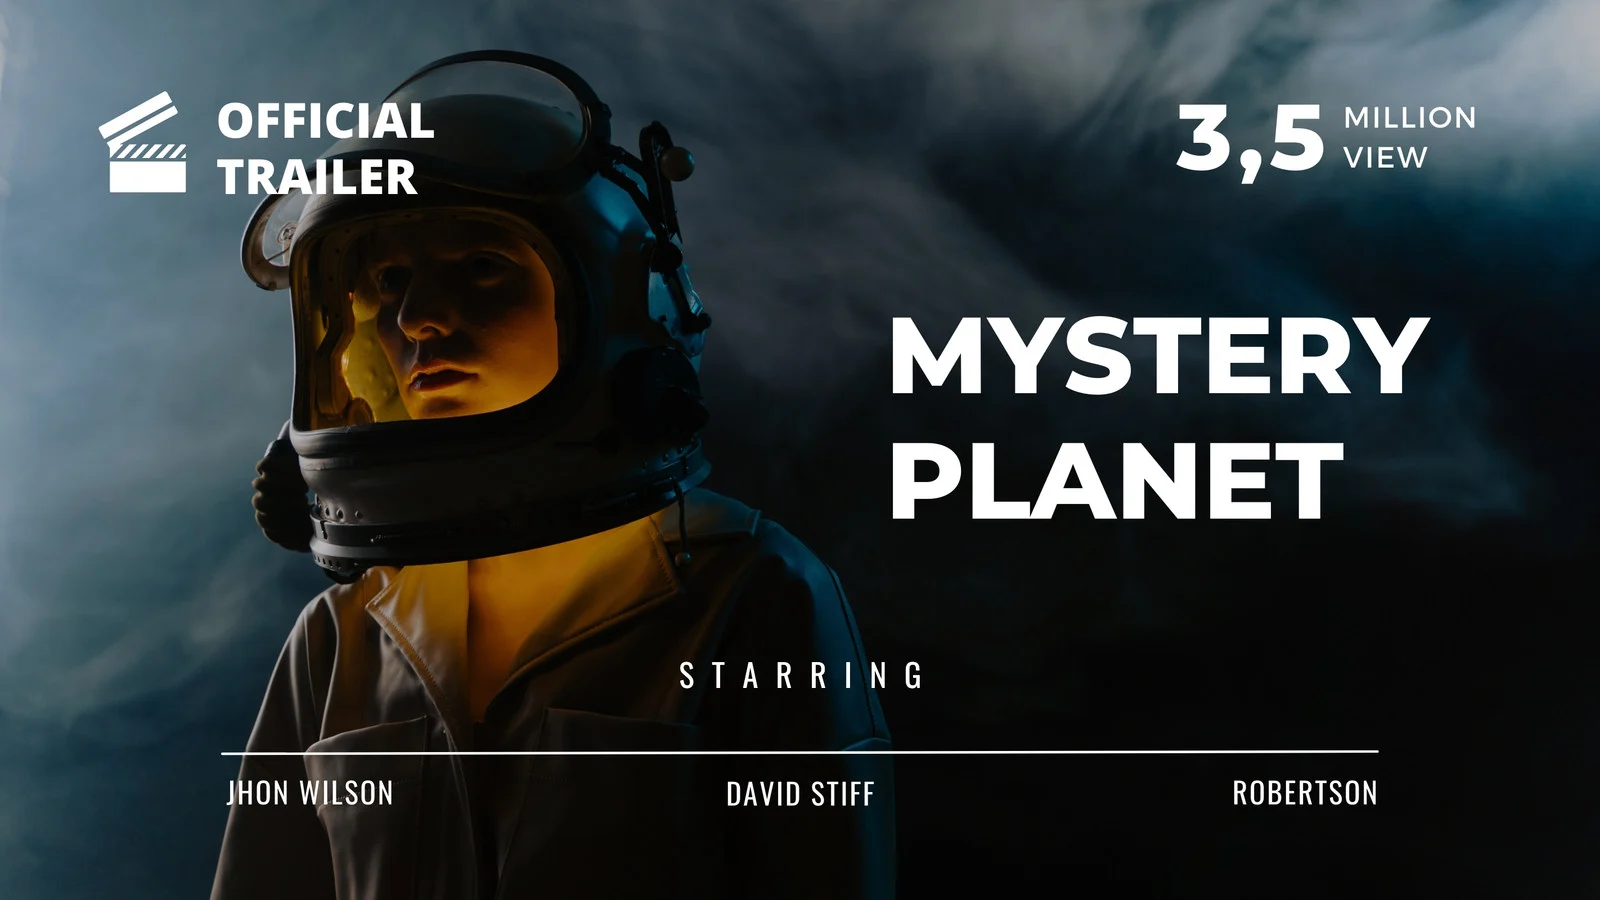 OFFICIAL
TRAILER
3,5 MILLION
VIEW
MYSTERY
PLANET
STARRING
JHON WILSON
DAVID STIFF
ROBERTSON